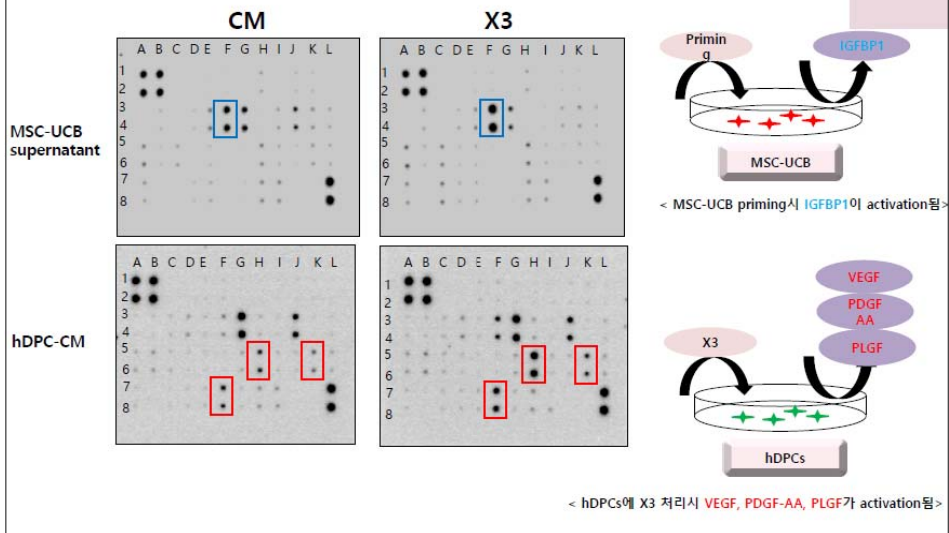 CM
X3
A B C D E F G H I J K L
A B C D E F G H I J K L
1
2
3
4
5
6
7
8
1
2
3
4
5
6
7
8
MSC-UCB
supernatant
Primin
g
IGFBP1
MSC-UCB
< MSC-UCB priming시 IGFBP1이 activation됨>
A B C D E F G H I J K L
A B C D E F G H I J K L
1
2
3
4
5
6
7
8
1
2
3
4
5
6
7
8
hDPC-CM
VEGF
PDGF
AA
PLGF
X3
hDPCs
< hDPCs에 X3 처리시 VEGF, PDGF-AA, PLGF가 activation됨>